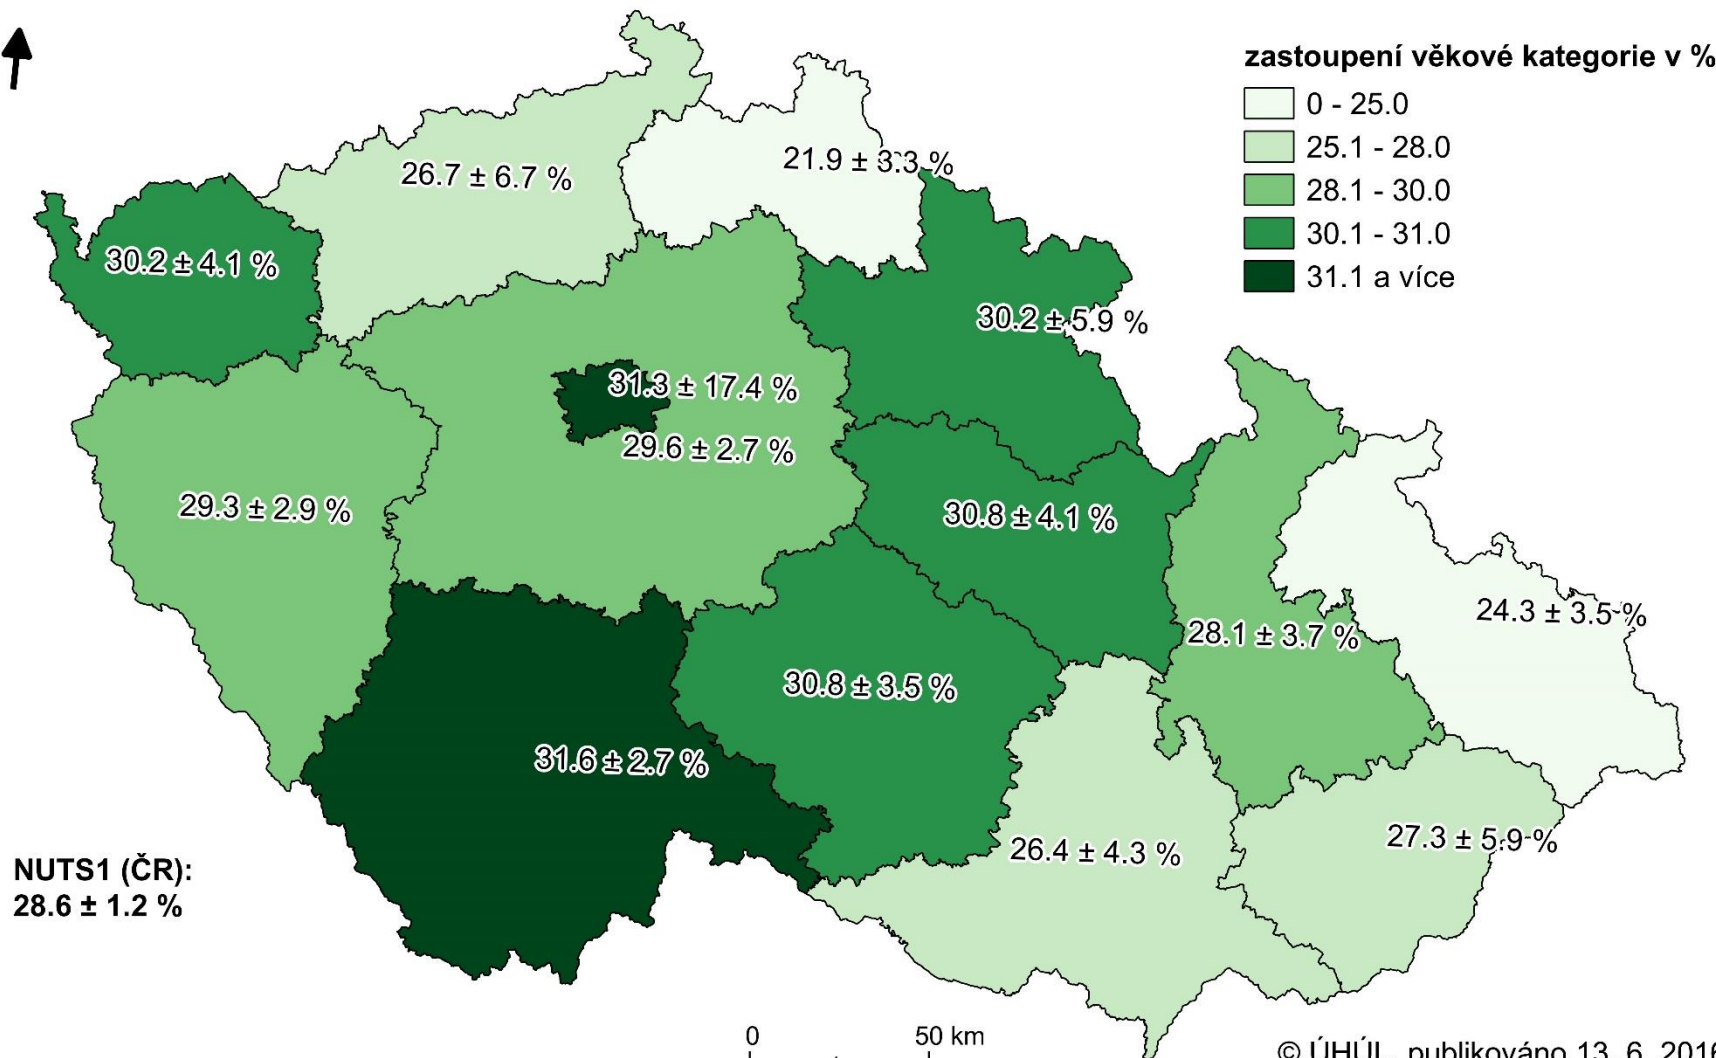 zastoupení věkové kategorie v %
0 - 25.0
25.1 - 28.0
28.1 - 30.0
30.1 - 31.0
31.1 a více
26.7 ± 6.7 %
21.9 ± 3.3 %
30.2 ± 4.1 %
30.2 ± 5.9 %
31.3 ± 17.4 %
29.6 ± 2.7 %
29.3 ± 2.9 %
30.8 ± 4.1 %
24.3 ± 3.5 %
28.1 ± 3.7 %
30.8 ± 3.5 %
31.6 ± 2.7 %
27.3 ± 5.9 %
26.4 ± 4.3 %
NUTS1 (ČR):
28.6 ± 1.2 %
0 50 km
© ÚHÚL, publikováno 13. 6. 2016